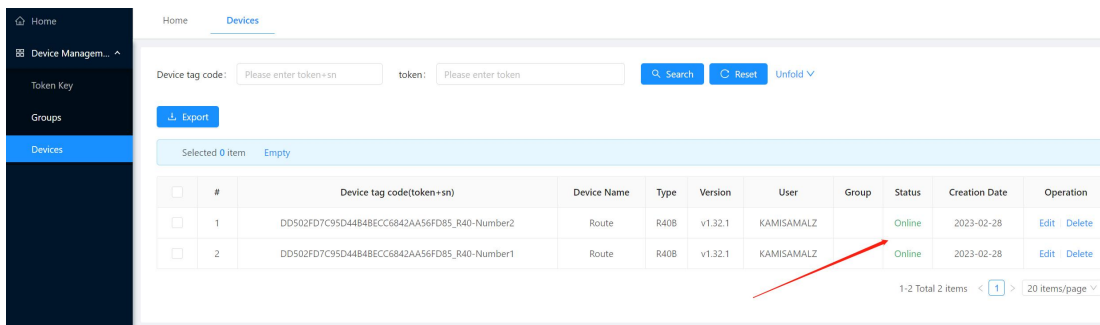 Home
Device Managem...
Token Key
Groups
Devices
Home Devices
Device tag code: Please enter token+sn token: Please enter token Search Reset Unfold
Export
Selected 0 item Empty
# Device tag code(token+sn) Device Name Type Version User Group Status Creation Date Operation
1 DD502FD7C95D44B4BECC6842AA56FD85_R40-Number2 Route R40B v1.32.1 KAMISAMALZ Online 2023-02-28 Edit Delete
2 DD502FD7C95D44B4BECC6842AA56FD85_R40-Number1 Route R40B v1.32.1 KAMISAMALZ Online 2023-02-28 Edit Delete
1-2 Total 2 items < 1 > 20 items/page